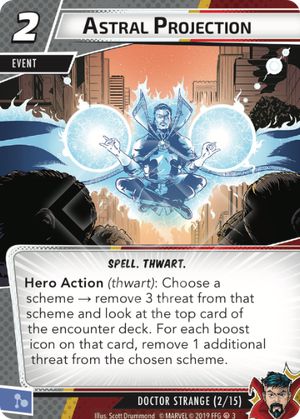 2
ASTRAL PROJECTION
EVENT
SPELL. THWART.
Hero Action (thwart): Choose a
scheme → remove 3 threat from that
scheme and look at the top card of
the encounter deck. For each boost
icon on that card, remove 1 additional
threat from the chosen scheme.
DOCTOR STRANGE (2/15)
Illus. Scott Drummond © MARVEL © 2019 FFG 3